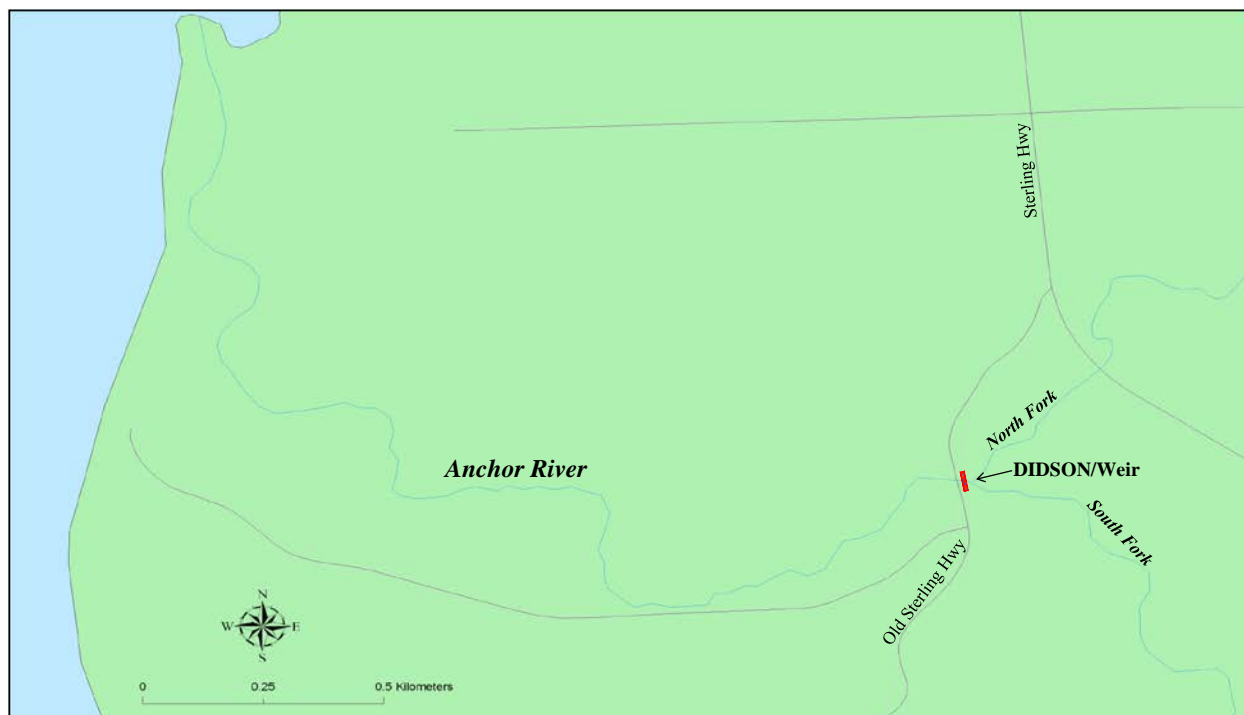 Sterling Hwy
North Fork
Anchor River
DIDSON/Weir
South Fork
Old Sterling Hwy
N
W E
S
0 0.25 0.5 Kilometers